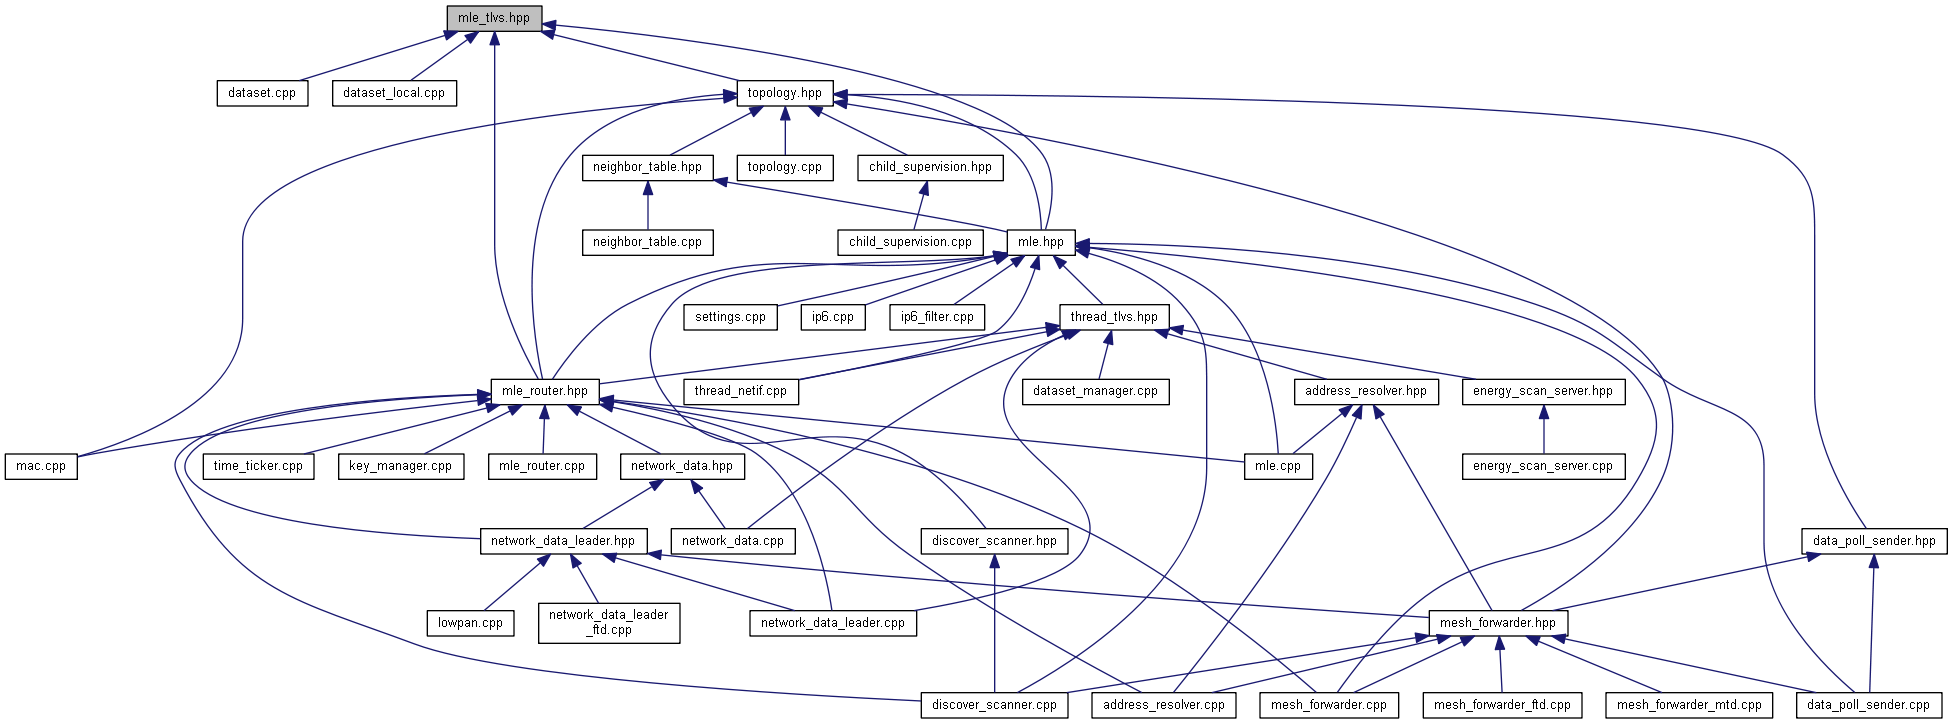 mle_tlvs.hpp
dataset.cpp
dataset_local.cpp
topology.hpp
neighbor_table.hpp
topology.cpp
child_supervision.hpp
neighbor_table.cpp
child_supervision.cpp
mle.hpp
settings.cpp
ip6.cpp
ip6_filter.cpp
thread_tlvs.hpp
mle_router.hpp
thread_netif.cpp
dataset_manager.cpp
address_resolver.hpp
energy_scan_server.hpp
mac.cpp
time_ticker.cpp
key_manager.cpp
mle_router.cpp
network_data.hpp
mle.cpp
energy_scan_server.cpp
network_data_leader.hpp
network_data.cpp
discover_scanner.hpp
data_poll_sender.hpp
lowpan.cpp
network_data_leader
_ftd.cpp
network_data_leader.cpp
mesh_forwarder.hpp
discover_scanner.cpp
address_resolver.cpp
mesh_forwarder.cpp
mesh_forwarder_ftd.cpp
mesh_forwarder_mtd.cpp
data_poll_sender.cpp